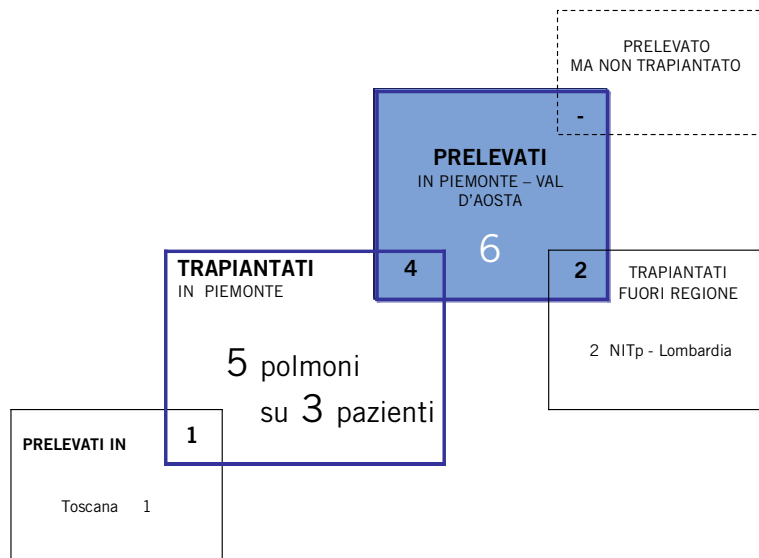 PRELEVATO
MA NON TRAPIANTATO
-
PRELEVATI
IN PIEMONTE – VAL
D'AOSTA
6
4
2
TRAPIANTATI
IN PIEMONTE
TRAPIANTATI
FUORI REGIONE
2 NITp - Lombardia
5 polmoni
su 3 pazienti
1
PRELEVATI IN
Toscana 1